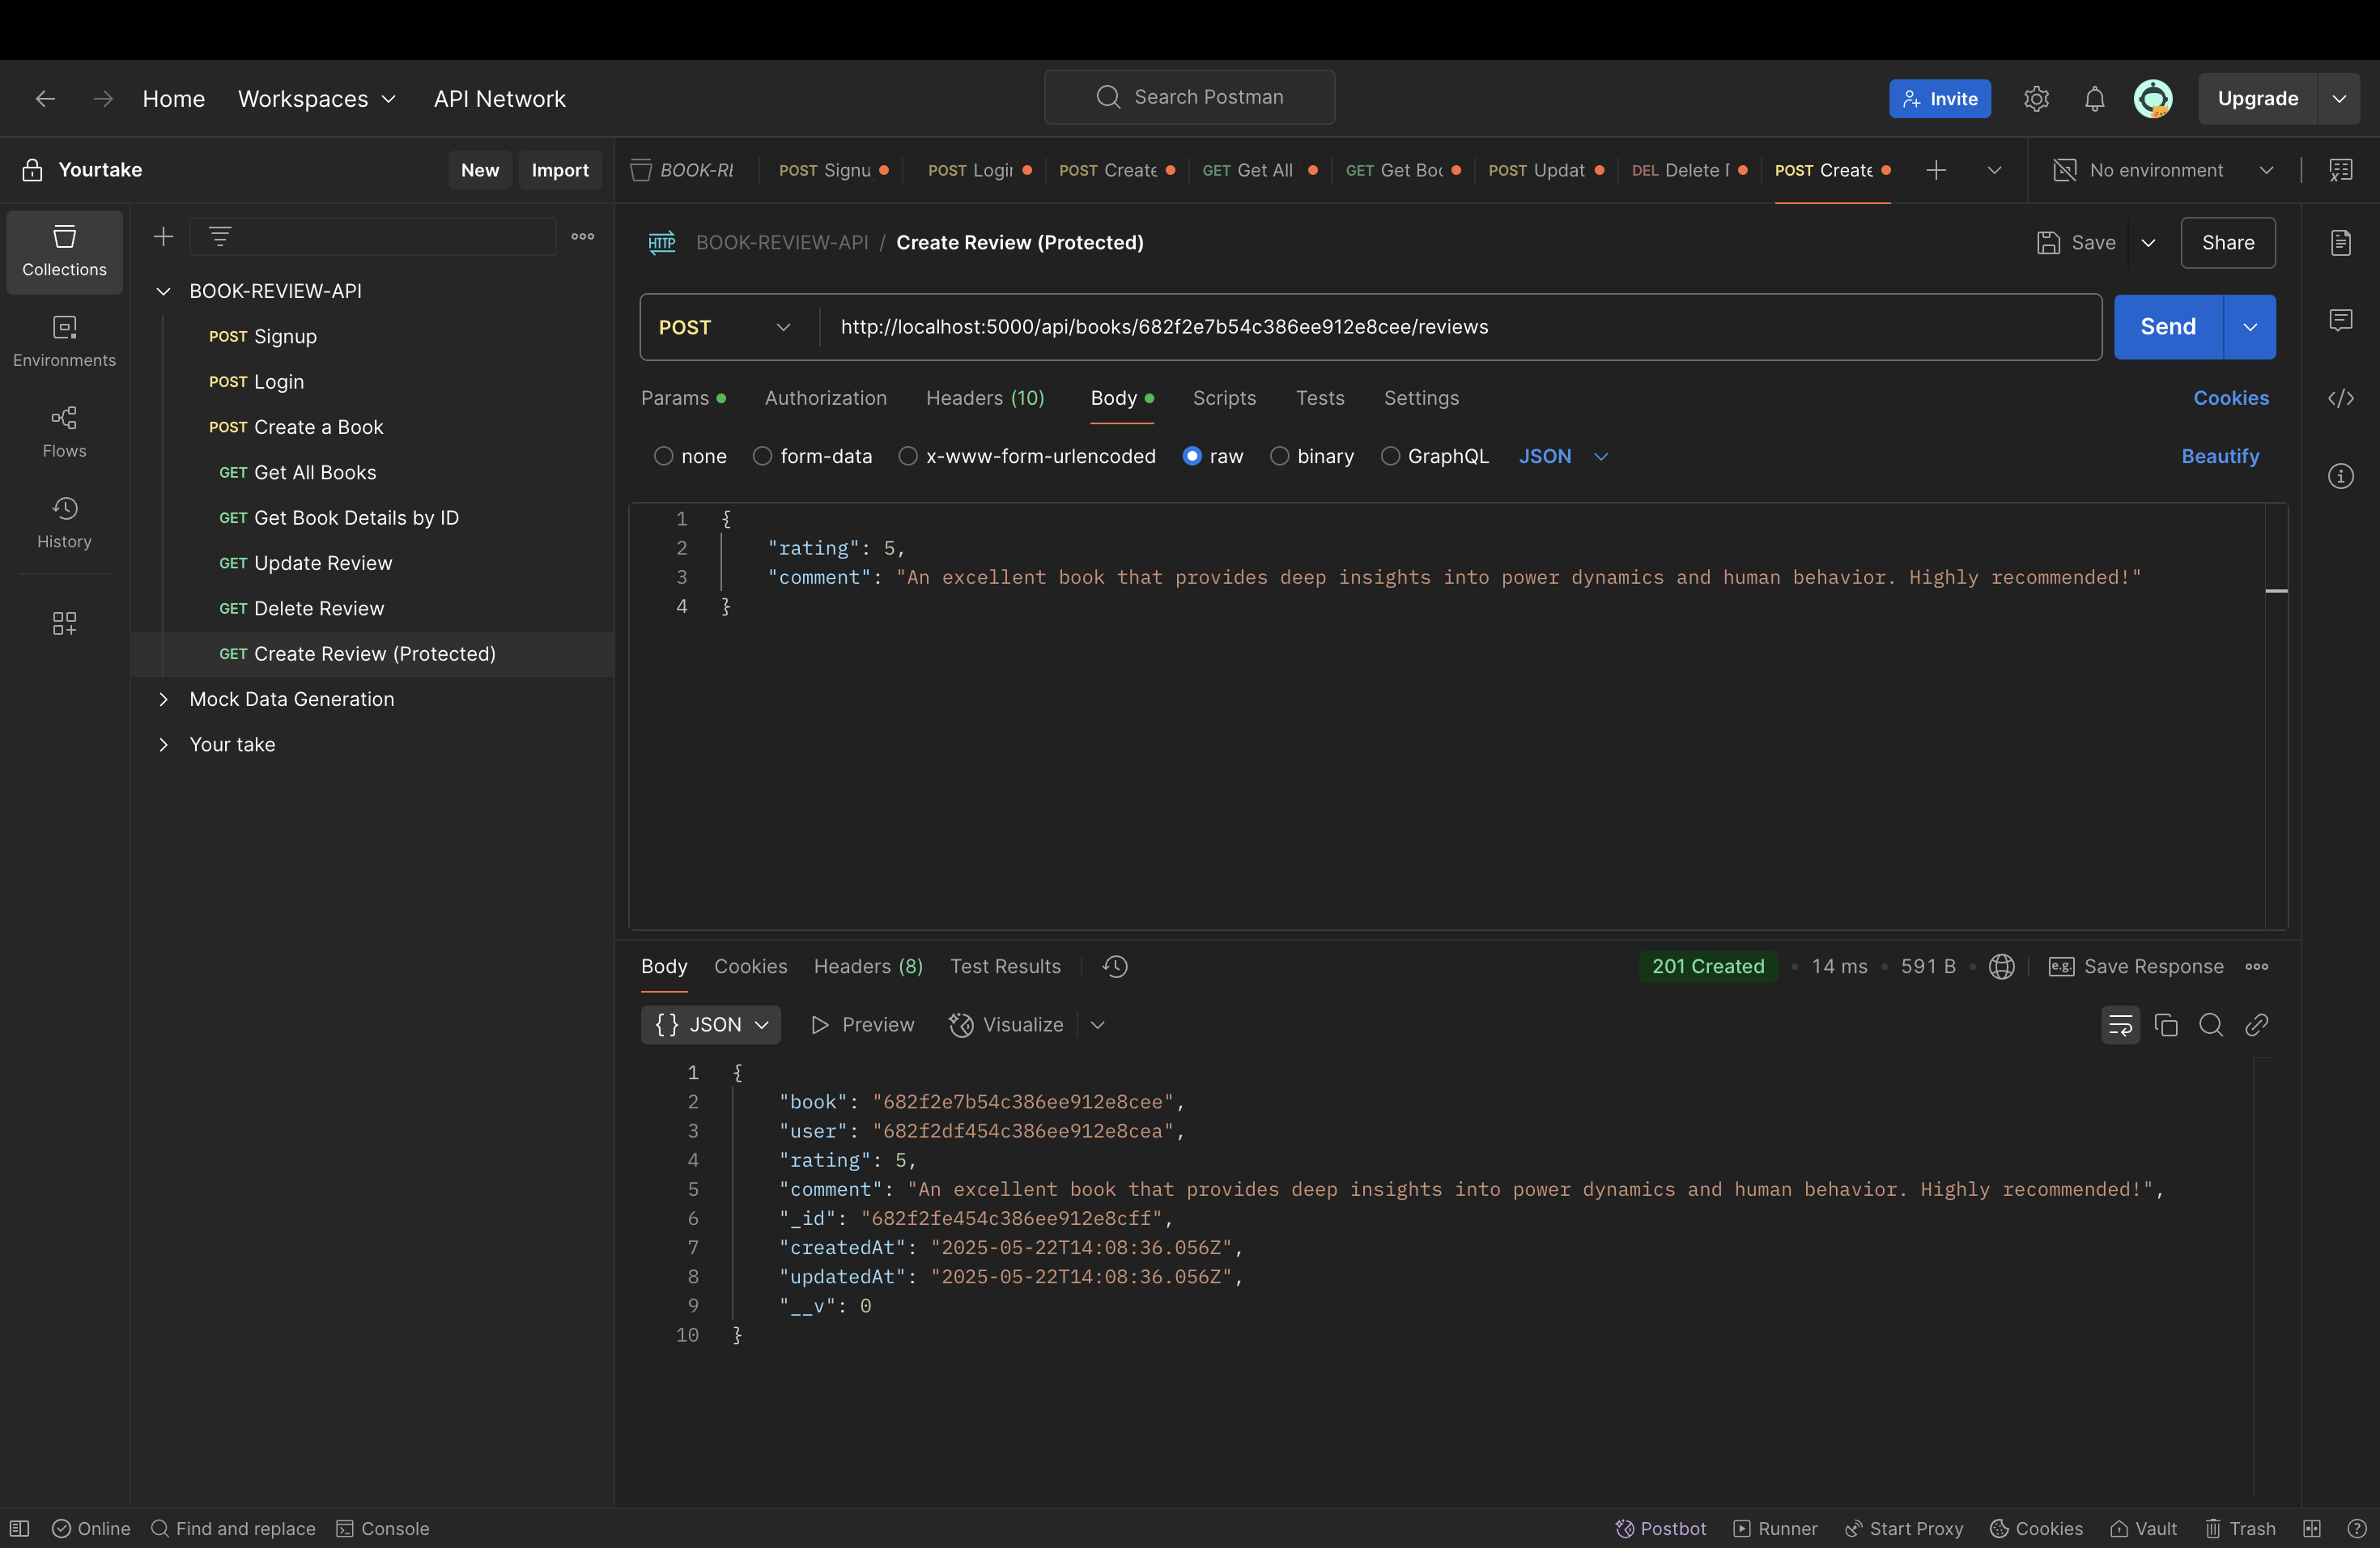 Home Workspaces API Network Search Postman Invite Upgrade
Yourtake New Import BOOK-RE POST Signu POST Login POST Create GET Get All GET Get Boo POST Updat DEL Delete R POST Create No environment
Collections
Environments
Flows
History
BOOK-REVIEW-API
POST Signup
POST Login
POST Create a Book
GET Get All Books
GET Get Book Details by ID
GET Update Review
GET Delete Review
GET Create Review (Protected)
Mock Data Generation
Your take
HTTP BOOK-REVIEW-API / Create Review (Protected) Save Share
POST http://localhost:5000/api/books/682f2e7b54c386ee912e8cee/reviews Send
Params Authorization Headers (10) Body Scripts Tests Settings Cookies
none form-data x-www-form-urlencoded raw binary GraphQL JSON Beautify
1 {
2 "rating": 5,
3 "comment": "An excellent book that provides deep insights into power dynamics and human behavior. Highly recommended!"
4 }
Body Cookies Headers (8) Test Results 201 Created • 14 ms • 591 B • e.g. Save Response
{} JSON Preview Visualize
1 {
2 "book": "682f2e7b54c386ee912e8cee",
3 "user": "682f2df454c386ee912e8cea",
4 "rating": 5,
5 "comment": "An excellent book that provides deep insights into power dynamics and human behavior. Highly recommended!",
6 "_id": "682f2fe454c386ee912e8cff",
7 "createdAt": "2025-05-22T14:08:36.056Z",
8 "updatedAt": "2025-05-22T14:08:36.056Z",
9 "__v": 0
10 }
Online Find and replace Console Postbot Runner Start Proxy Cookies Vault Trash